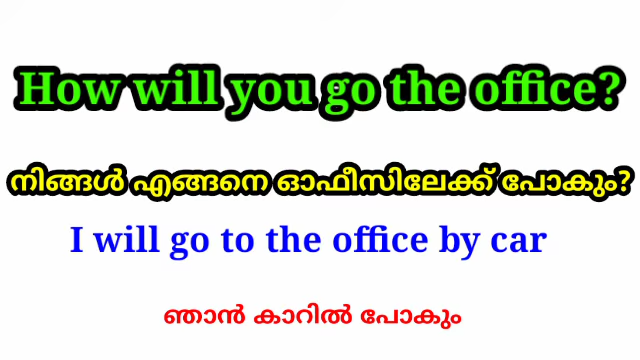 How will you go the office?
നിങ്ങൾ എങ്ങനെ ഓഫീസിലേക്ക് പോകും?
I will go to the office by car
ഞാൻ കാറിൽ പോകും